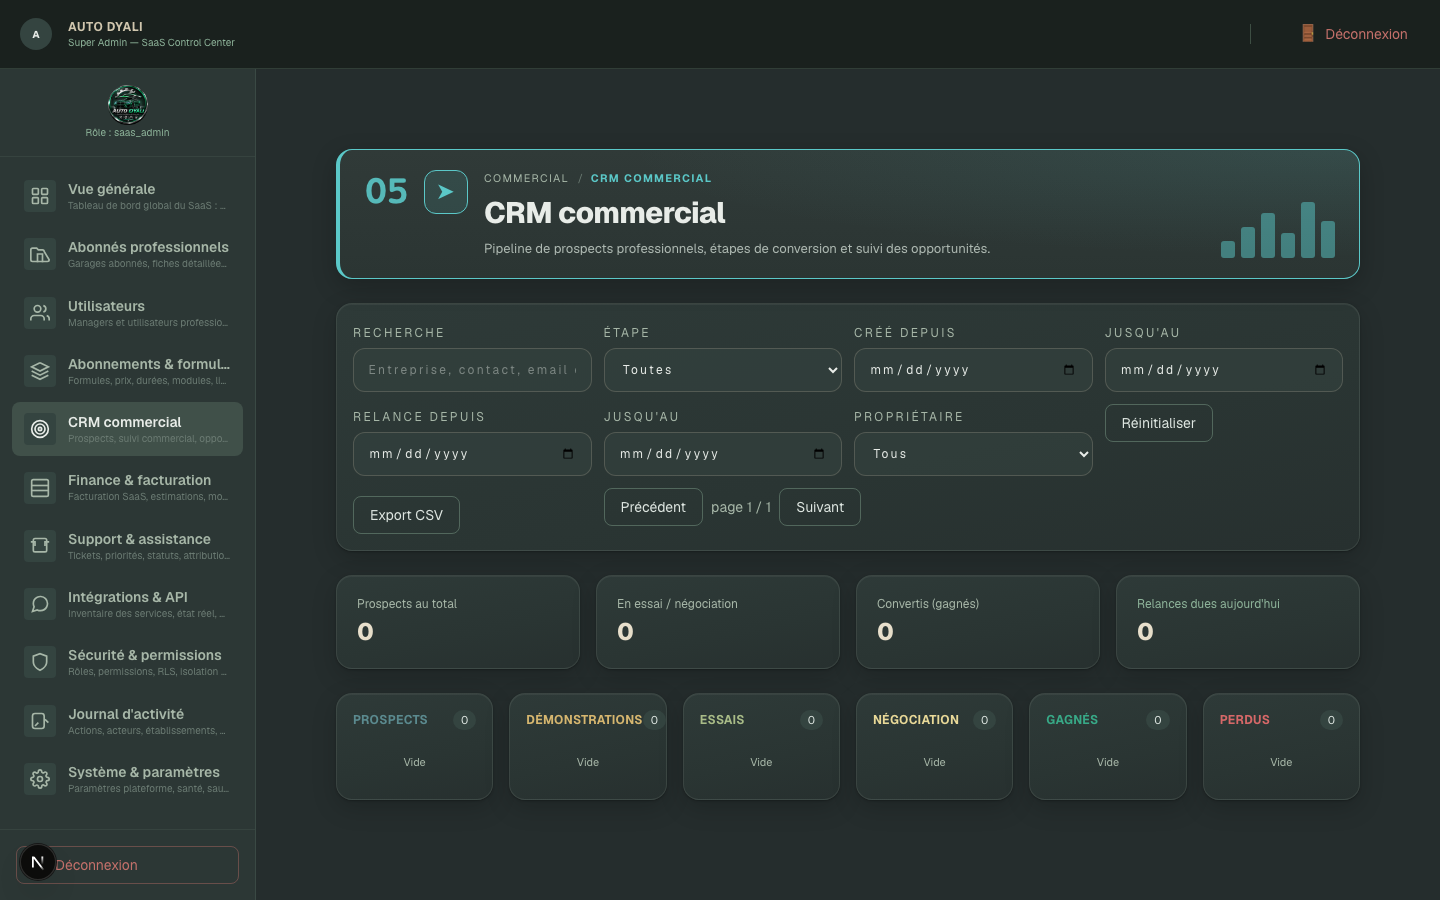 A
AUTO DYALI
Super Admin — SaaS Control Center
Déconnexion
AUTO DYALI
Rôle : saas_admin
Vue générale
Tableau de bord global du SaaS : ...
Abonnés professionnels
Garages abonnés, fiches détaillée...
Utilisateurs
Managers et utilisateurs professio...
Abonnements & formul...
Formules, prix, durées, modules, li...
CRM commercial
Prospects, suivi commercial, oppo...
Finance & facturation
Facturation SaaS, estimations, mo...
Support & assistance
Tickets, priorités, statuts, attributio...
Intégrations & API
Inventaire des services, état réel, ...
Sécurité & permissions
Rôles, permissions, RLS, isolation ...
Journal d'activité
Actions, acteurs, établissements, ...
Système & paramètres
Paramètres plateforme, santé, sau...
N
Déconnexion
05
COMMERCIAL / CRM COMMERCIAL
CRM commercial
Pipeline de prospects professionnels, étapes de conversion et suivi des opportunités.
RECHERCHE
Entreprise, contact, email
ÉTAPE
Toutes
CRÉÉ DEPUIS
mm/dd/yyyy
JUSQU'AU
mm/dd/yyyy
RELANCE DEPUIS
mm/dd/yyyy
JUSQU'AU
mm/dd/yyyy
PROPRIÉTAIRE
Tous
Réinitialiser
Export CSV
Précédent page 1 / 1 Suivant
Prospects au total
0
En essai / négociation
0
Convertis (gagnés)
0
Relances dues aujourd'hui
0
PROSPECTS 0
Vide
DÉMONSTRATIONS 0
Vide
ESSAIS 0
Vide
NÉGOCIATION 0
Vide
GAGNÉS 0
Vide
PERDUS 0
Vide